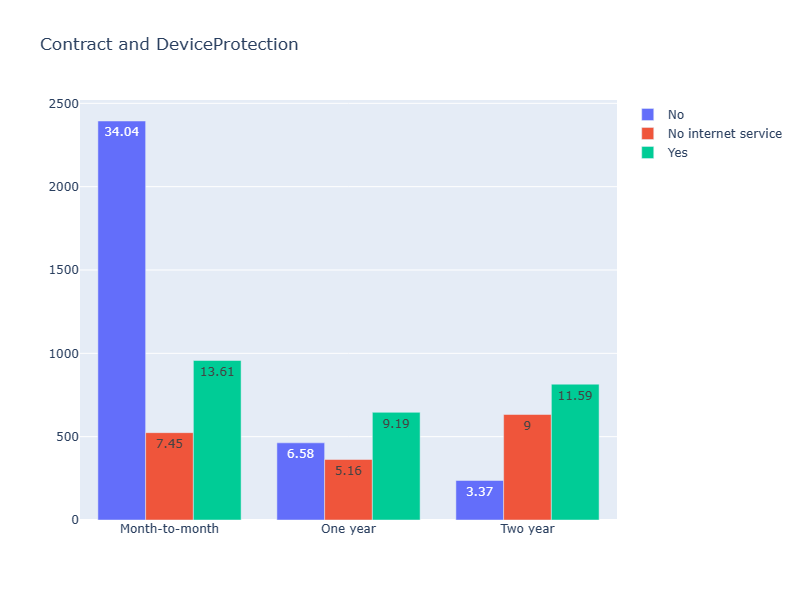 Contract and DeviceProtection
No
No internet service
Yes
2500
2000
1500
1000
500
0
34.04
7.45
13.61
6.58
5.16
9.19
3.37
9
11.59
Month-to-month
One year
Two year